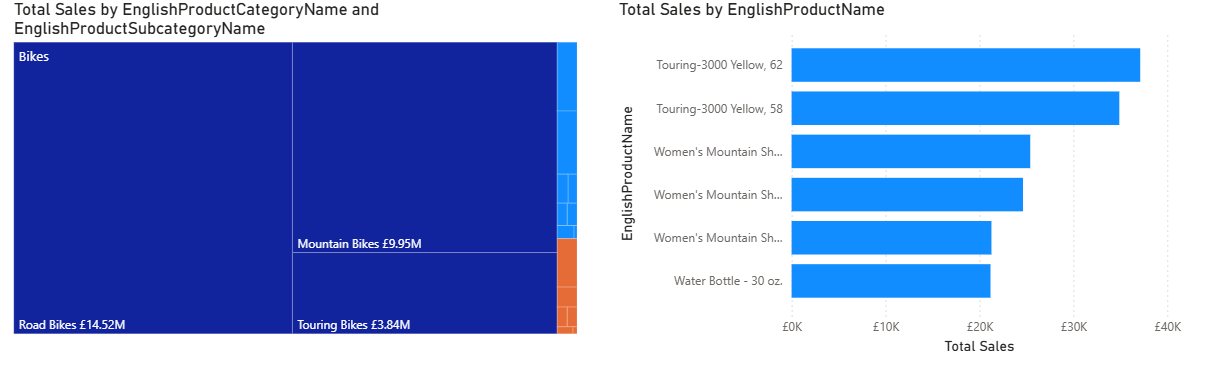 Total Sales by EnglishProductCategoryName and
EnglishProductSubcategoryName
Bikes
Mountain Bikes £9.95M
Road Bikes £14.52M
Touring Bikes £3.84M
Total Sales by EnglishProductName
EnglishProductName
Touring-3000 Yellow, 62
Touring-3000 Yellow, 58
Women's Mountain Sh...
Women's Mountain Sh...
Women's Mountain Sh...
Water Bottle - 30 oz.
£0K £10K £20K £30K £40K
Total Sales